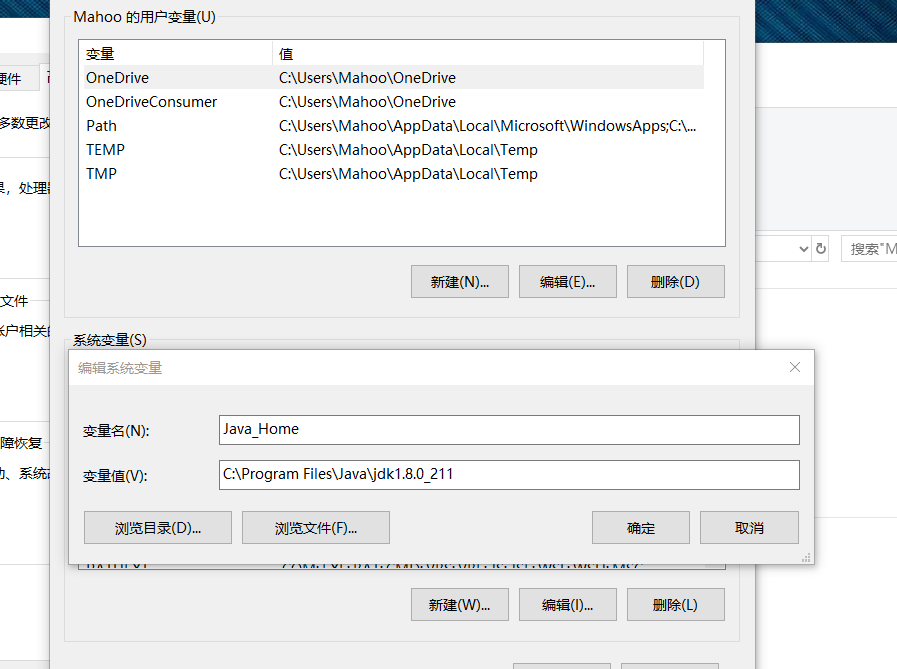 Mahoo 的用户变量(U)
变量 值
硬件
OneDrive C:\Users\Mahoo\OneDrive
OneDriveConsumer C:\Users\Mahoo\OneDrive
多数更改
Path C:\Users\Mahoo\AppData\Local\Microsoft\WindowsApps;C:\...
TEMP C:\Users\Mahoo\AppData\Local\Temp
TMP C:\Users\Mahoo\AppData\Local\Temp
，处理
搜索"M
新建(N)... 编辑(E)... 删除(D)
文件
账户相关的
系统变量(S)
编辑系统变量
变量名(N): Java_Home
障恢复
变量值(V): C:\Program Files\Java\jdk1.8.0_211
、系统
浏览目录(D)... 浏览文件(F)... 确定 取消
新建(W)... 编辑(I)... 删除(L)